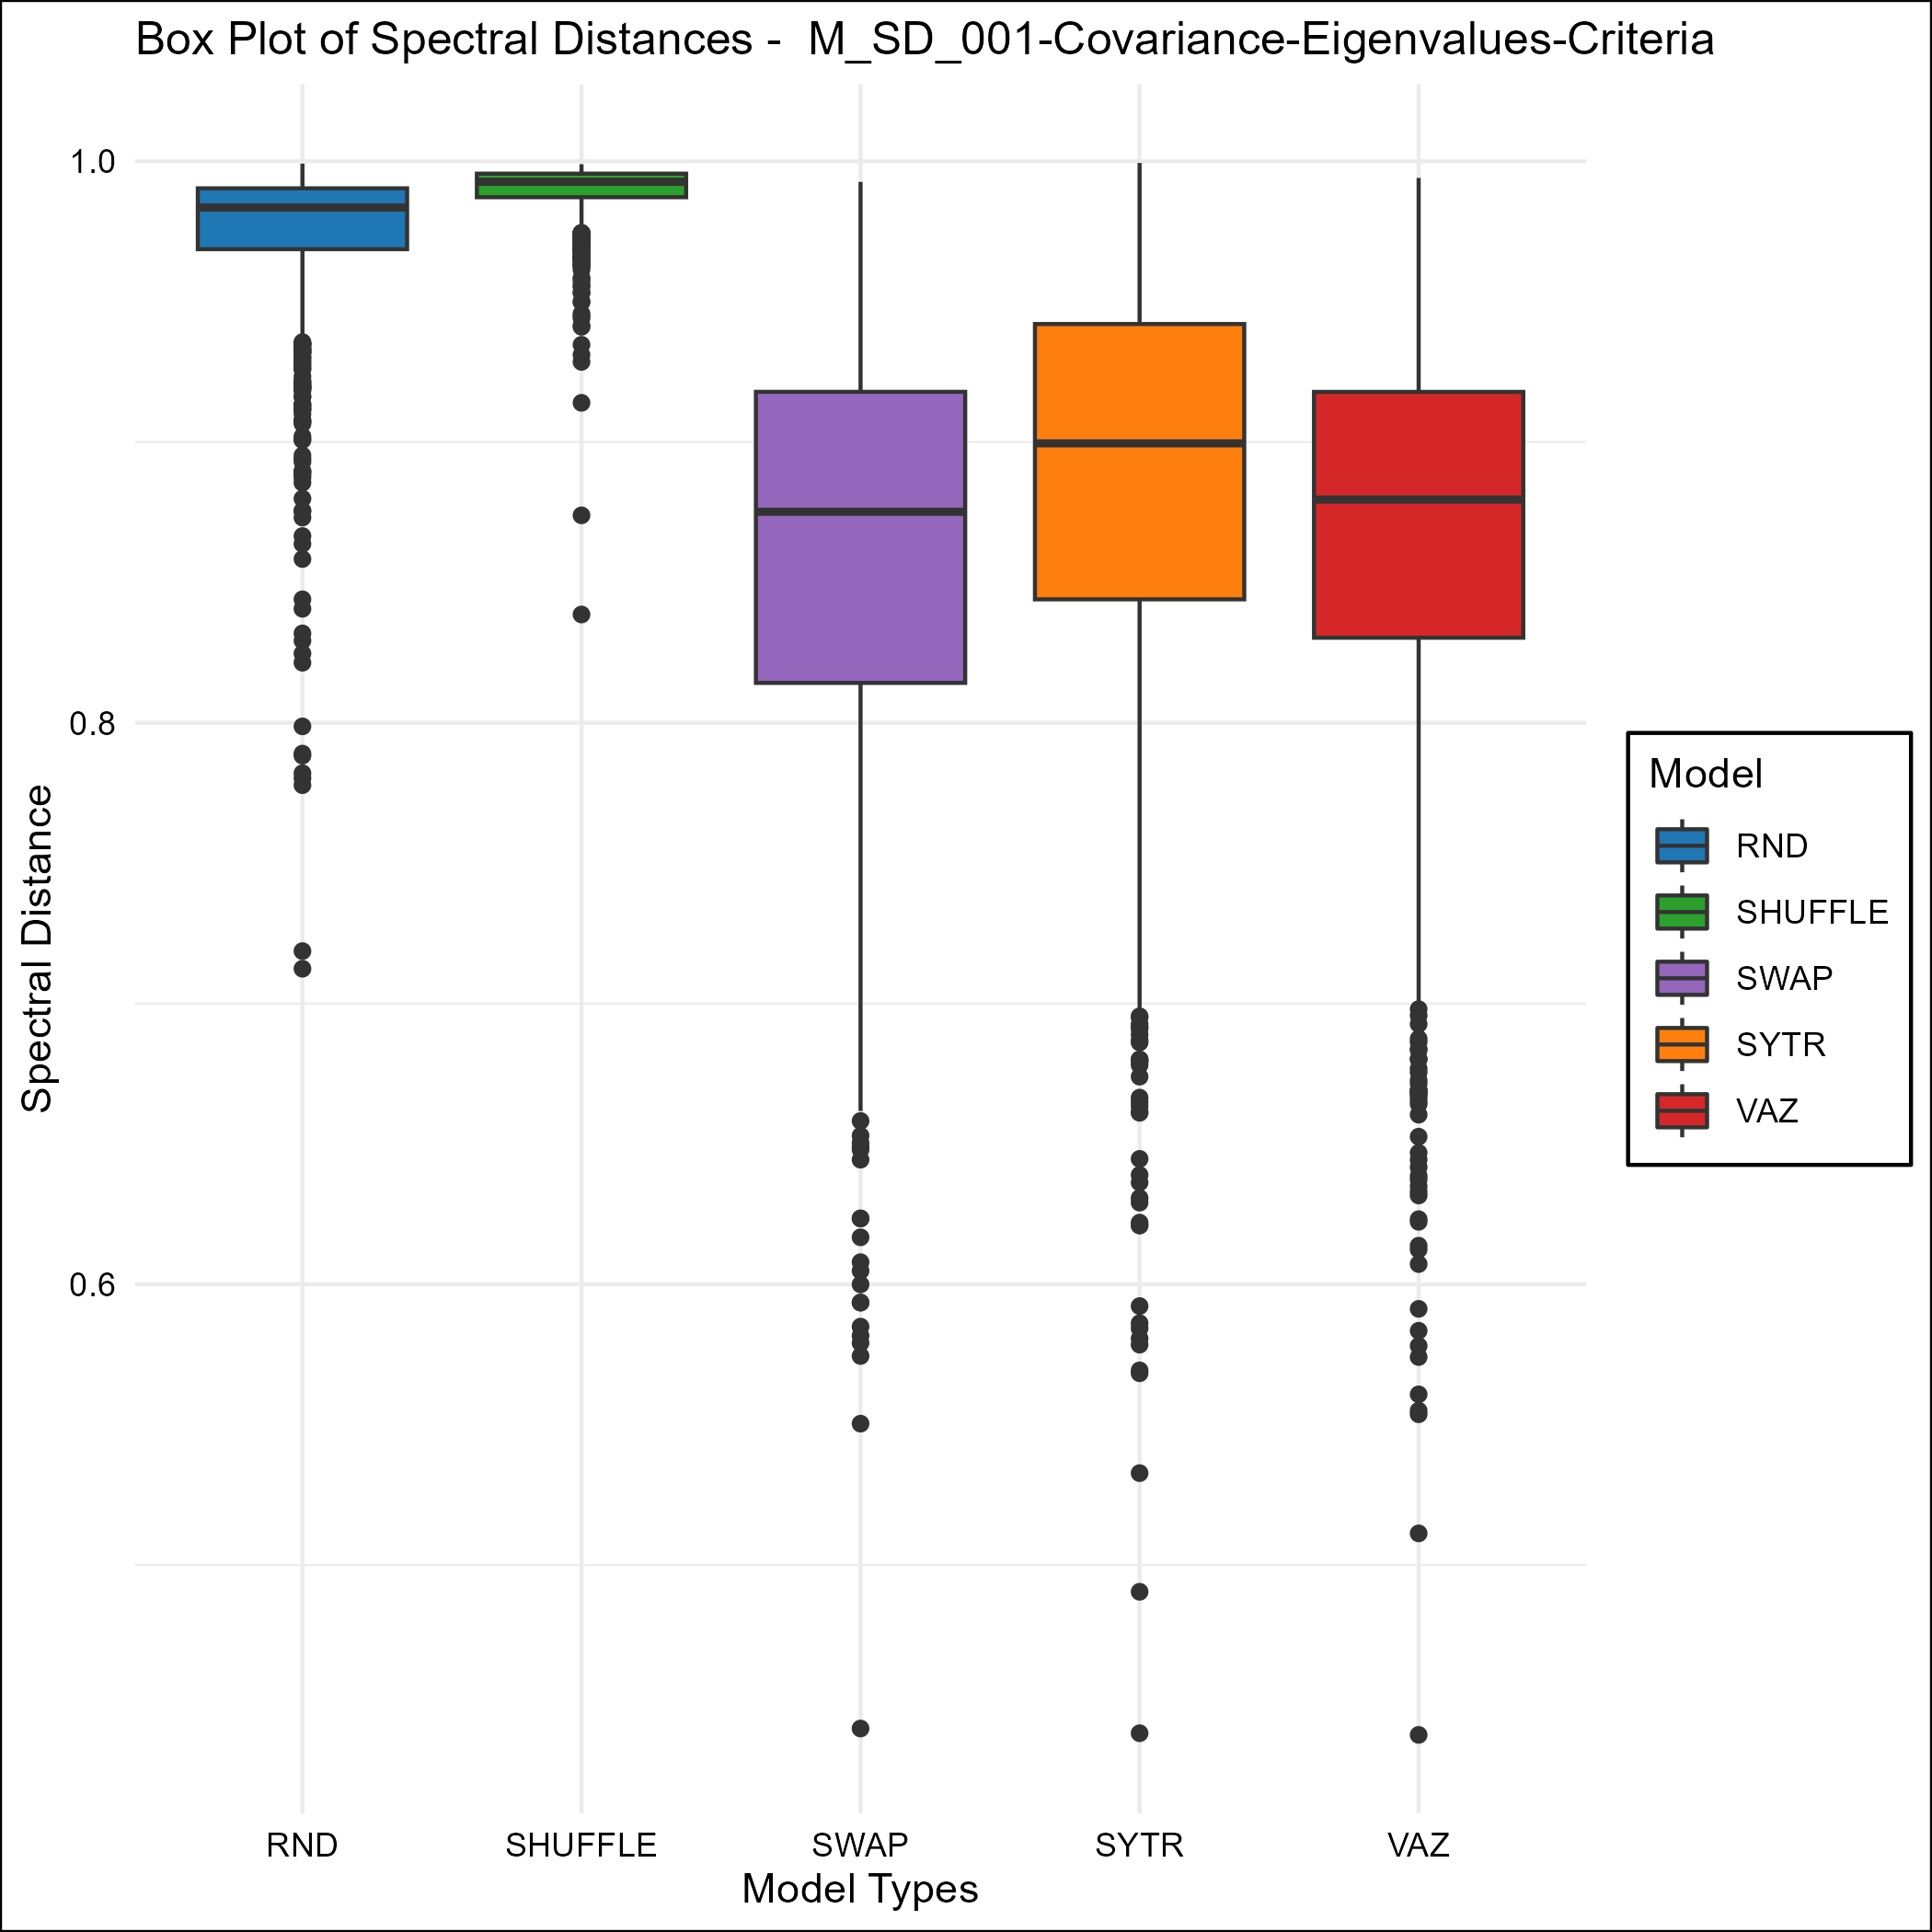 Box Plot of Spectral Distances -  M_SD_001-Covariance-Eigenvalues-Criteria
1.0
0.8
0.6
Spectral Distance
RND
SHUFFLE
SWAP
SYTR
VAZ
Model Types
Model
RND
SHUFFLE
SWAP
SYTR
VAZ